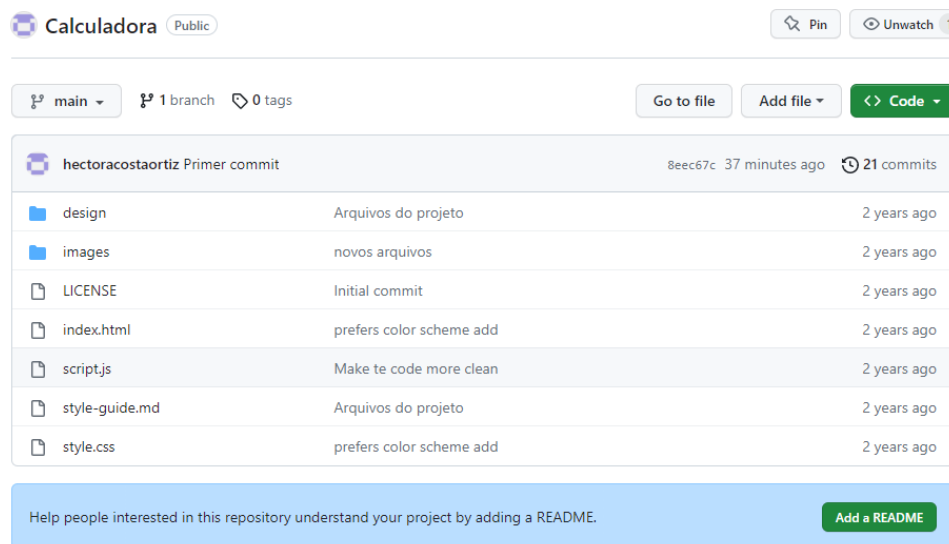 Calculadora Public Pin Unwatch
main 1 branch 0 tags Go to file Add file <> Code
hectoracostaortiz Primer commit 8eec67c 37 minutes ago 21 commits
design Arquivos do projeto 2 years ago
images novos arquivos 2 years ago
LICENSE Initial commit 2 years ago
index.html prefers color scheme add 2 years ago
script.js Make te code more clean 2 years ago
style-guide.md Arquivos do projeto 2 years ago
style.css prefers color scheme add 2 years ago
Help people interested in this repository understand your project by adding a README. Add a README